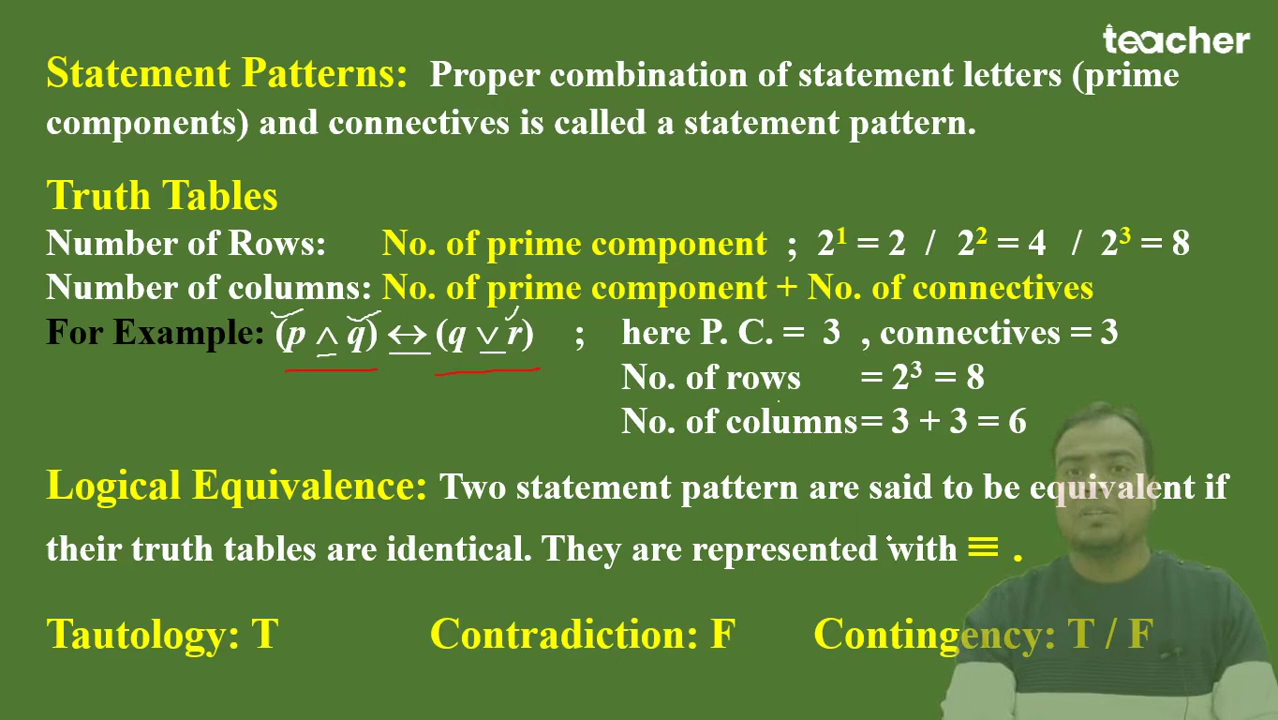 teacher
Statement Patterns: Proper combination of statement letters (prime
components) and connectives is called a statement pattern.
Truth Tables
Number of Rows: No. of prime component ; 2¹ = 2 / 2² = 4 / 2³ = 8
Number of columns: No. of prime component + No. of connectives
For Example: (p ∧ q) ↔ (q ∨ r) ; here P. C. = 3 , connectives = 3
No. of rows = 2³ = 8
No. of columns= 3 + 3 = 6
Logical Equivalence: Two statement pattern are said to be equivalent if
their truth tables are identical. They are represented with ≡ .
Tautology: T Contradiction: F Contingency: T / F